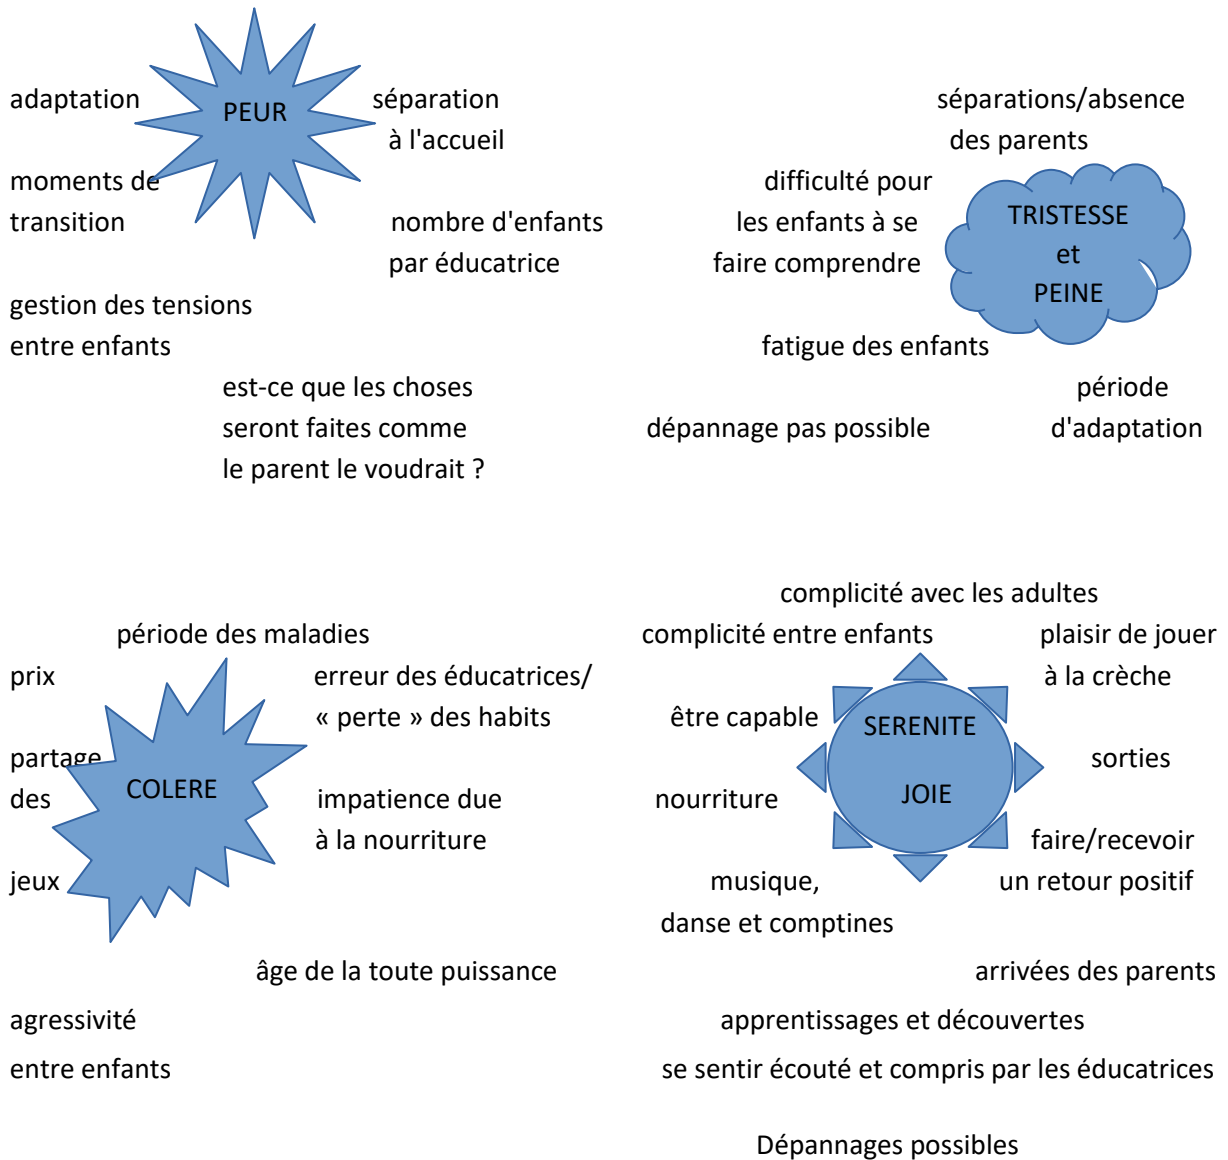 adaptation
PEUR
séparation
à l'accueil
moments de
transition
nombre d'enfants
par éducatrice
gestion des tensions
entre enfants
est-ce que les choses
seront faites comme
le parent le voudrait ?
séparations/absence
des parents
difficulté pour
les enfants à se
faire comprendre
TRISTESSE
et
PEINE
fatigue des enfants
période
d'adaptation
dépannage pas possible
période des maladies
prix
erreur des éducatrices/
« perte » des habits
partage
des
jeux
COLERE
impatience due
à la nourriture
âge de la toute puissance
agressivité
entre enfants
complicité avec les adultes
complicité entre enfants
plaisir de jouer
à la crèche
être capable
SERENITE
JOIE
sorties
nourriture
faire/recevoir
un retour positif
musique,
danse et comptines
arrivées des parents
apprentissages et découvertes
se sentir écouté et compris par les éducatrices
Dépannages possibles